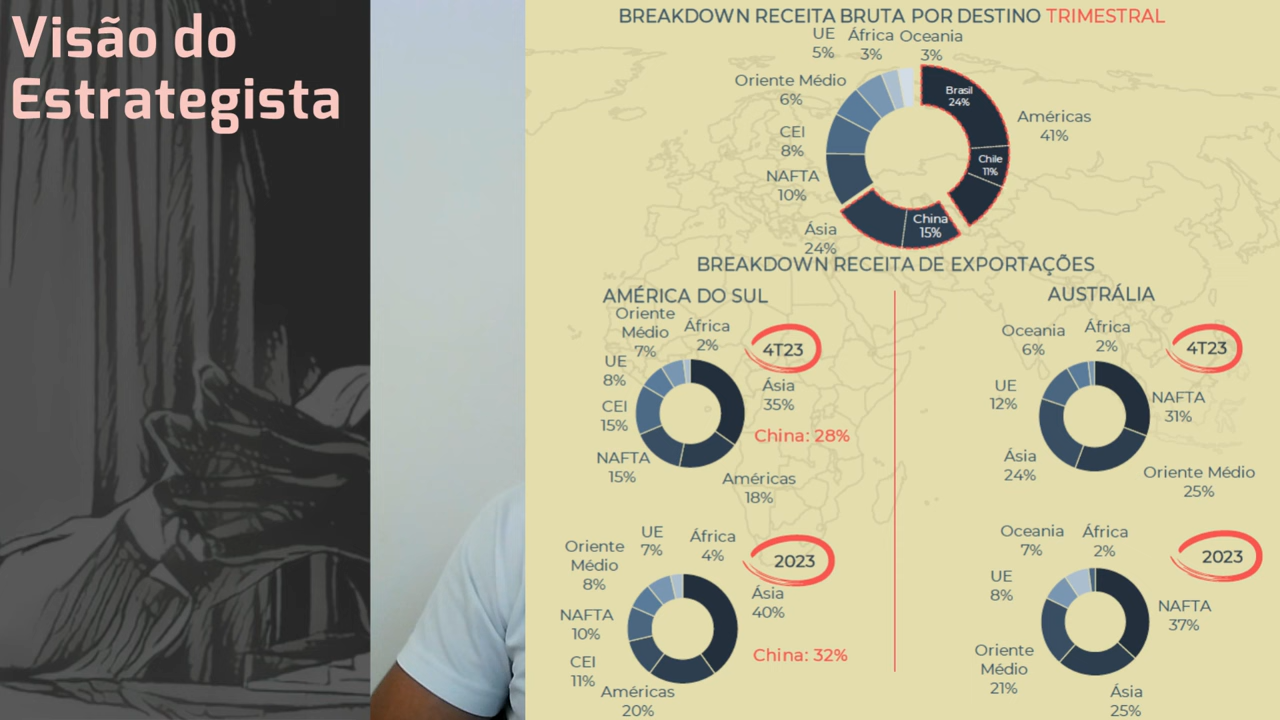 Visão do
Estrategista
BREAKDOWN RECEITA BRUTA POR DESTINO TRIMESTRAL
UE
5%
África
3%
Oceania
3%
Oriente Médio
6%
Brasil
24%
Américas
41%
CEI
8%
Chile
11%
NAFTA
10%
China
15%
Ásia
24%
BREAKDOWN RECEITA DE EXPORTAÇÕES
AMÉRICA DO SUL
Oriente
Médio
7%
África
2%
4T23
UE
8%
Ásia
35%
CEI
15%
China: 28%
NAFTA
15%
Américas
18%
UE
7%
África
4%
Oriente
Médio
8%
2023
Ásia
40%
NAFTA
10%
China: 32%
CEI
11%
Américas
20%
AUSTRÁLIA
Oceania
6%
África
2%
4T23
UE
12%
NAFTA
31%
Ásia
24%
Oriente Médio
25%
Oceania
7%
África
2%
2023
UE
8%
NAFTA
37%
Oriente
Médio
21%
Ásia
25%